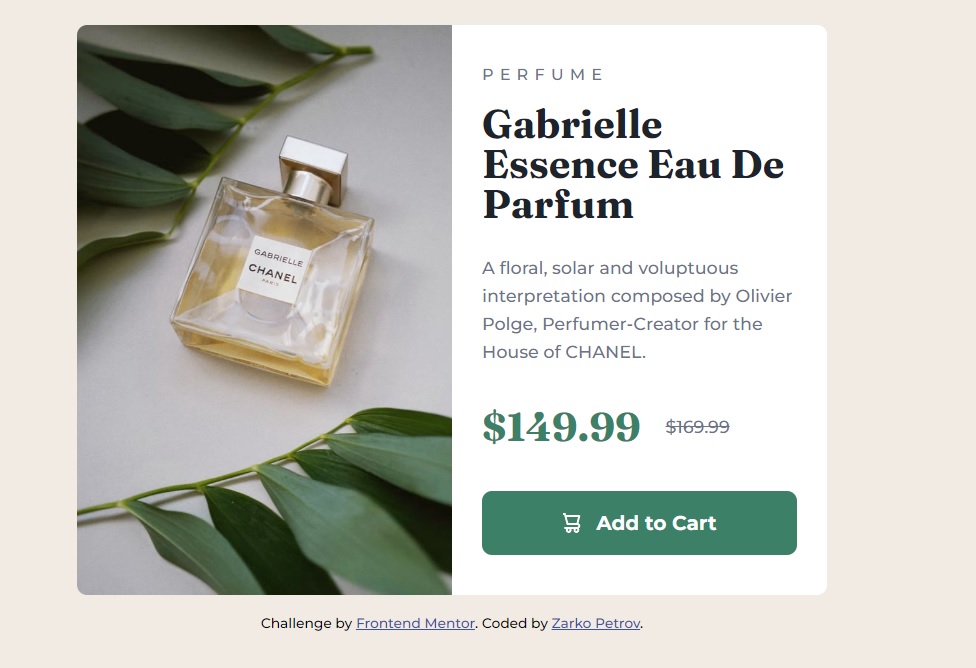 GABRIELLE
CHANEL
PARIS
PERFUME
Gabrielle
Essence Eau De
Parfum
A floral, solar and voluptuous
interpretation composed by Olivier
Polge, Perfumer-Creator for the
House of CHANEL.
$149.99 $169.99
Add to Cart
Challenge by Frontend Mentor. Coded by Zarko Petrov.